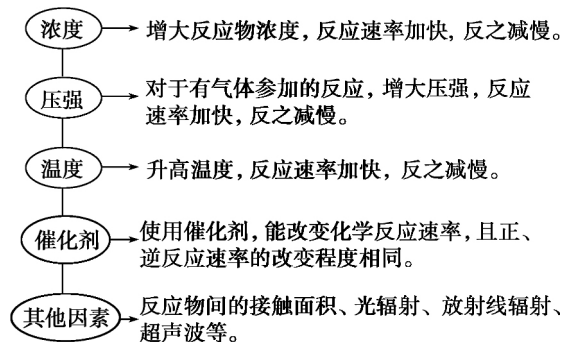 浓度 增大反应物浓度，反应速率加快，反之减慢。
压强 对于有气体参加的反应，增大压强，反应
速率加快，反之减慢。
温度 升高温度，反应速率加快，反之减慢。
催化剂 使用催化剂，能改变化学反应速率，且正、
逆反应速率的改变程度相同。
其他因素 反应物间的接触面积、光辐射、放射线辐射、
超声波等。